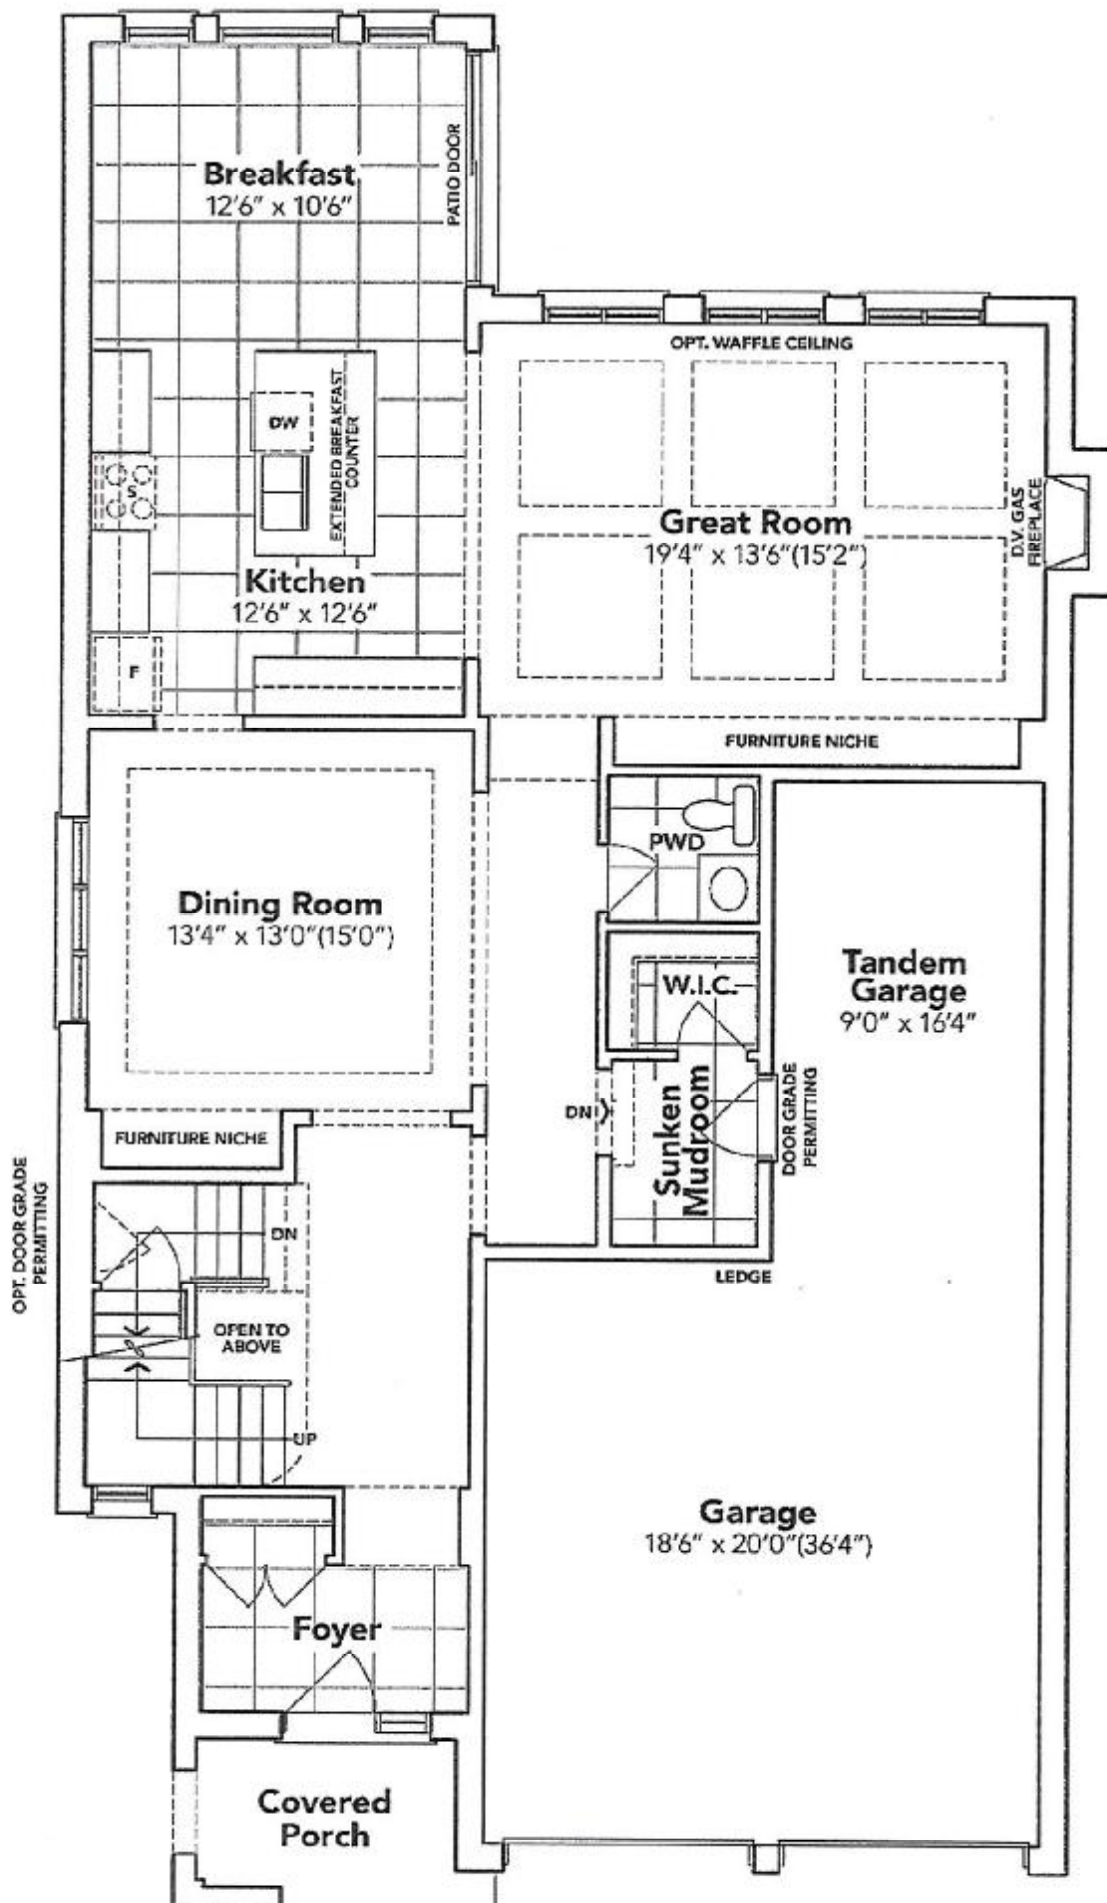 Breakfast
12'6" x 10'6"
PATIO DOOR
OPT. WAFFLE CEILING
DW
EXTENDED BREAKFAST
COUNTER
S
Great Room
19'4" x 13'6"(15'2")
D.V. GAS
FIREPLACE
Kitchen
12'6" x 12'6"
F
FURNITURE NICHE
PWD
Dining Room
13'4" x 13'0"(15'0")
Tandem
Garage
9'0" x 16'4"
W.I.C.
DN
Sunken
Mudroom
DOOR GRADE
PERMITTING
FURNITURE NICHE
OPT. DOOR GRADE
PERMITTING
DN
LEDGE
OPEN TO
ABOVE
UP
Garage
18'6" x 20'0"(36'4")
Foyer
Covered
Porch